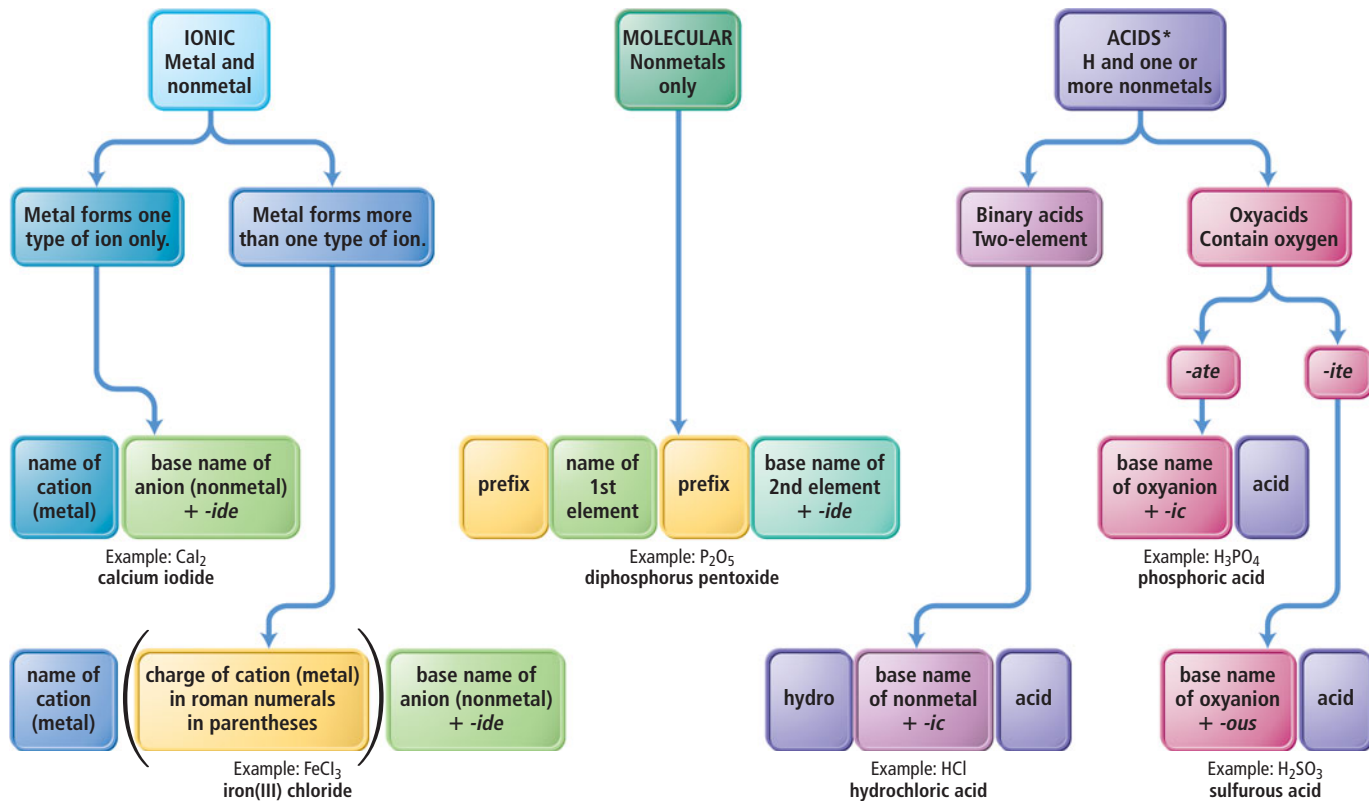 IONIC
Metal and
nonmetal
Metal forms one
type of ion only.
Metal forms more
than one type of ion.
name of
cation
(metal)
base name of
anion (nonmetal)
+ -ide
Example: CaI₂
calcium iodide
name of
cation
(metal)
(charge of cation (metal)
in roman numerals
in parentheses)
base name of
anion (nonmetal)
+ -ide
Example: FeCl₃
iron(III) chloride
MOLECULAR
Nonmetals
only
prefix
name of
1st
element
prefix
base name of
2nd element
+ -ide
Example: P₂O₅
diphosphorus pentoxide
ACIDS*
H and one or
more nonmetals
Binary acids
Two-element
hydro
base name
of nonmetal
+ -ic
acid
Example: HCl
hydrochloric acid
Oxyacids
Contain oxygen
-ate
base name
of oxyanion
+ -ic
acid
Example: H₃PO₄
phosphoric acid
-ite
base name
of oxyanion
+ -ous
acid
Example: H₂SO₃
sulfurous acid